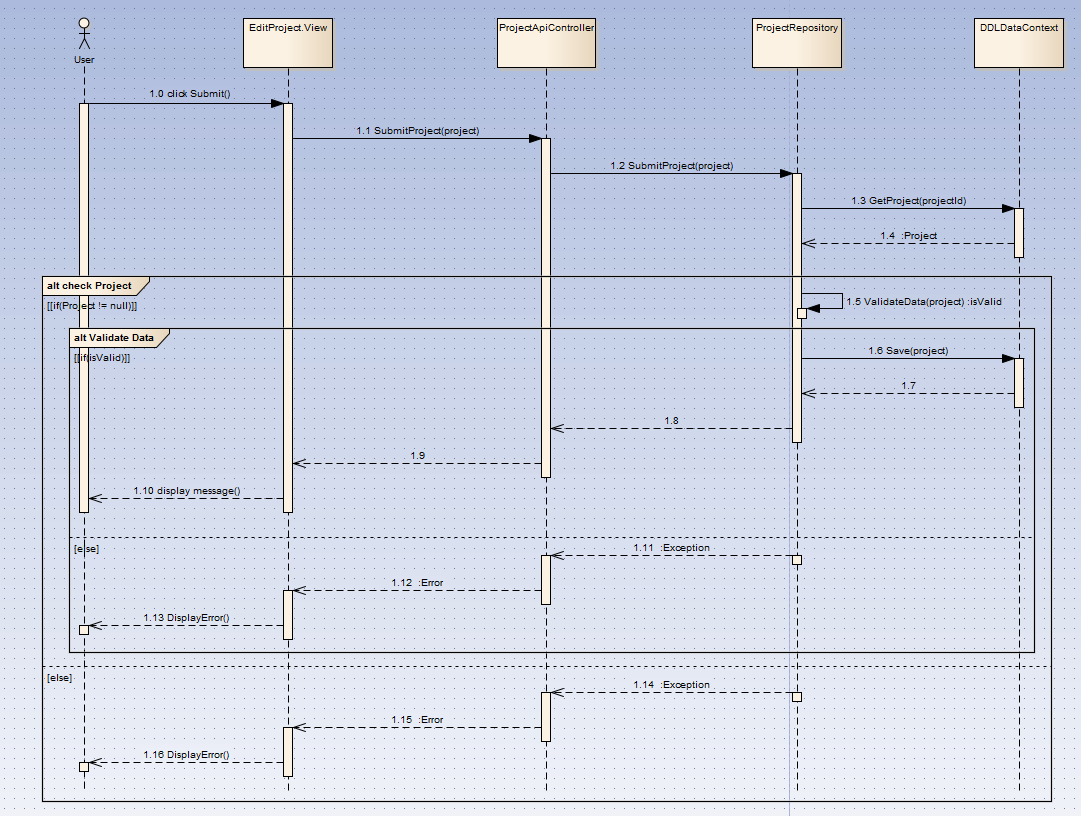 EditProject.View
ProjectApiController
ProjectRepository
DDLDataContext
User
1.0 click Submit()
1.1 SubmitProject(project)
1.2 SubmitProject(project)
1.3 GetProject(projectId)
1.4 :Project
alt check Project
[[if(Project != null)]]
1.5 ValidateData(project) :isValid
alt Validate Data
[[if(isValid)]]
1.6 Save(project)
1.7
1.8
1.9
1.10 display message()
[else]
1.11 :Exception
1.12 :Error
1.13 DisplayError()
[else]
1.14 :Exception
1.15 :Error
1.16 DisplayError()